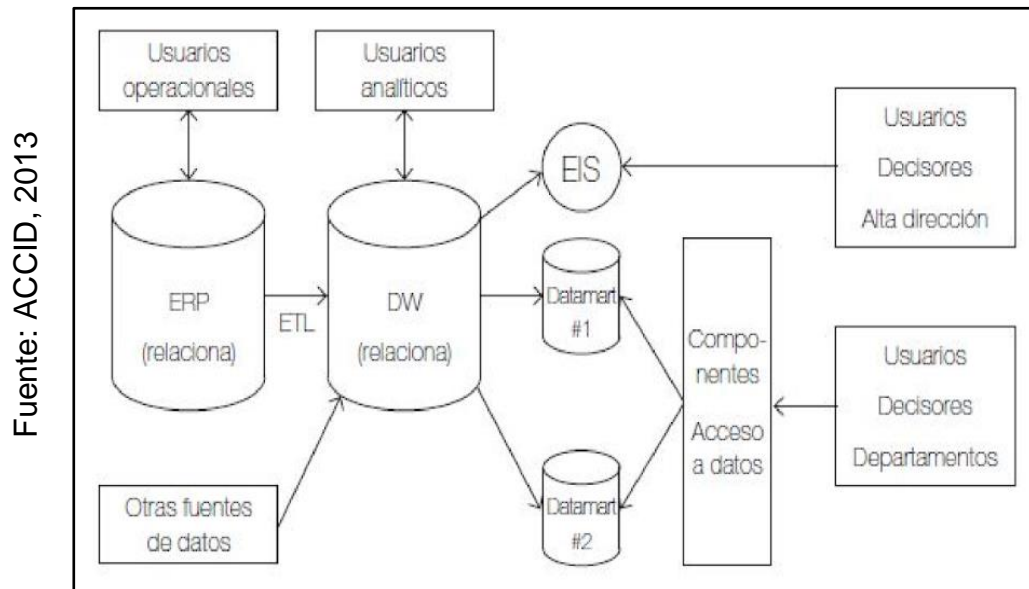 Fuente: ACCID, 2013
Usuarios
operacionales
Usuarios
analíticos
EIS
Usuarios
Decisores
Alta dirección
ERP
(relaciona)
ETL
DW
(relaciona)
Datamart
#1
Compo-
nentes
Acceso
a datos
Usuarios
Decisores
Departamentos
Otras fuentes
de datos
Datamart
#2